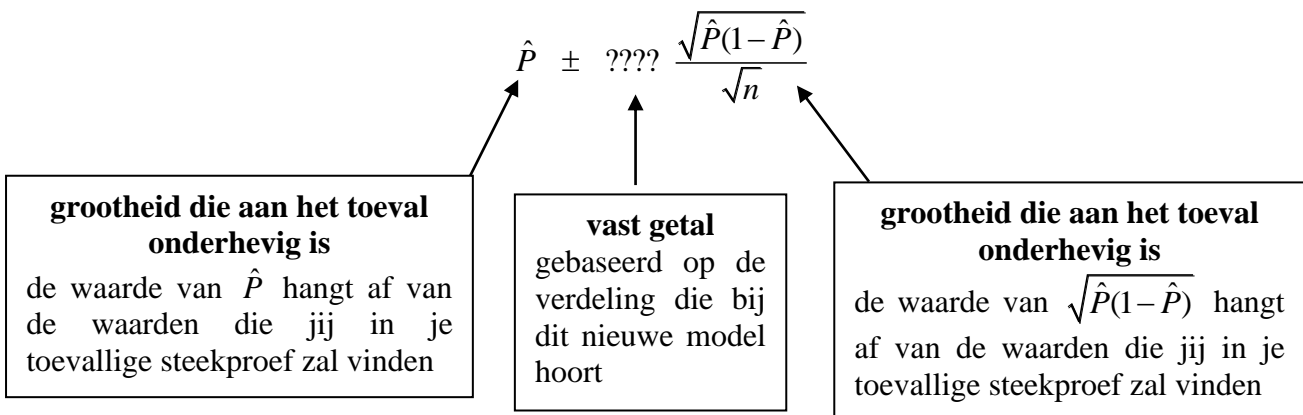 P̂ ± ???? √P̂(1−P̂) / √n
grootheid die aan het toeval
onderhevig is
de waarde van P̂ hangt af van
de waarden die jij in je
toevallige steekproef zal vinden
vast getal
gebaseerd op de
verdeling die bij
dit nieuwe model
hoort
grootheid die aan het toeval
onderhevig is
de waarde van √P̂(1−P̂) hangt
af van de waarden die jij in je
toevallige steekproef zal vinden